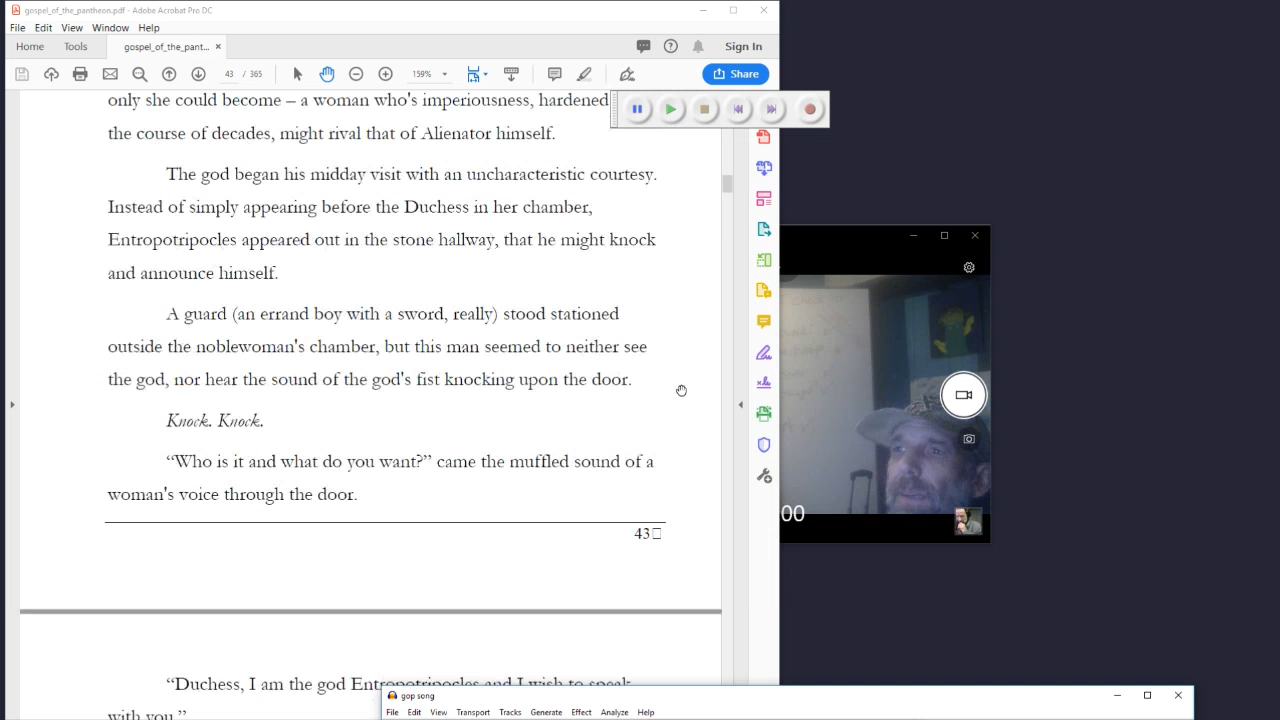 gospel_of_the_pantheon.pdf - Adobe Acrobat Pro DC
File Edit View Window Help
Home Tools gospel_of_the_pant... × Sign In
43 / 365 159% Share
only she could become – a woman who's imperiousness, hardened
the course of decades, might rival that of Alienator himself.
The god began his midday visit with an uncharacteristic courtesy.
Instead of simply appearing before the Duchess in her chamber,
Entropotripocles appeared out in the stone hallway, that he might knock
and announce himself.
A guard (an errand boy with a sword, really) stood stationed
outside the noblewoman's chamber, but this man seemed to neither see
the god, nor hear the sound of the god's fist knocking upon the door.
Knock. Knock.
“Who is it and what do you want?” came the muffled sound of a
woman's voice through the door.
43
00
“Duchess, I am the god Entropotripocles and I wish to speak
with you.”
gop song
File Edit View Transport Tracks Generate Effect Analyze Help